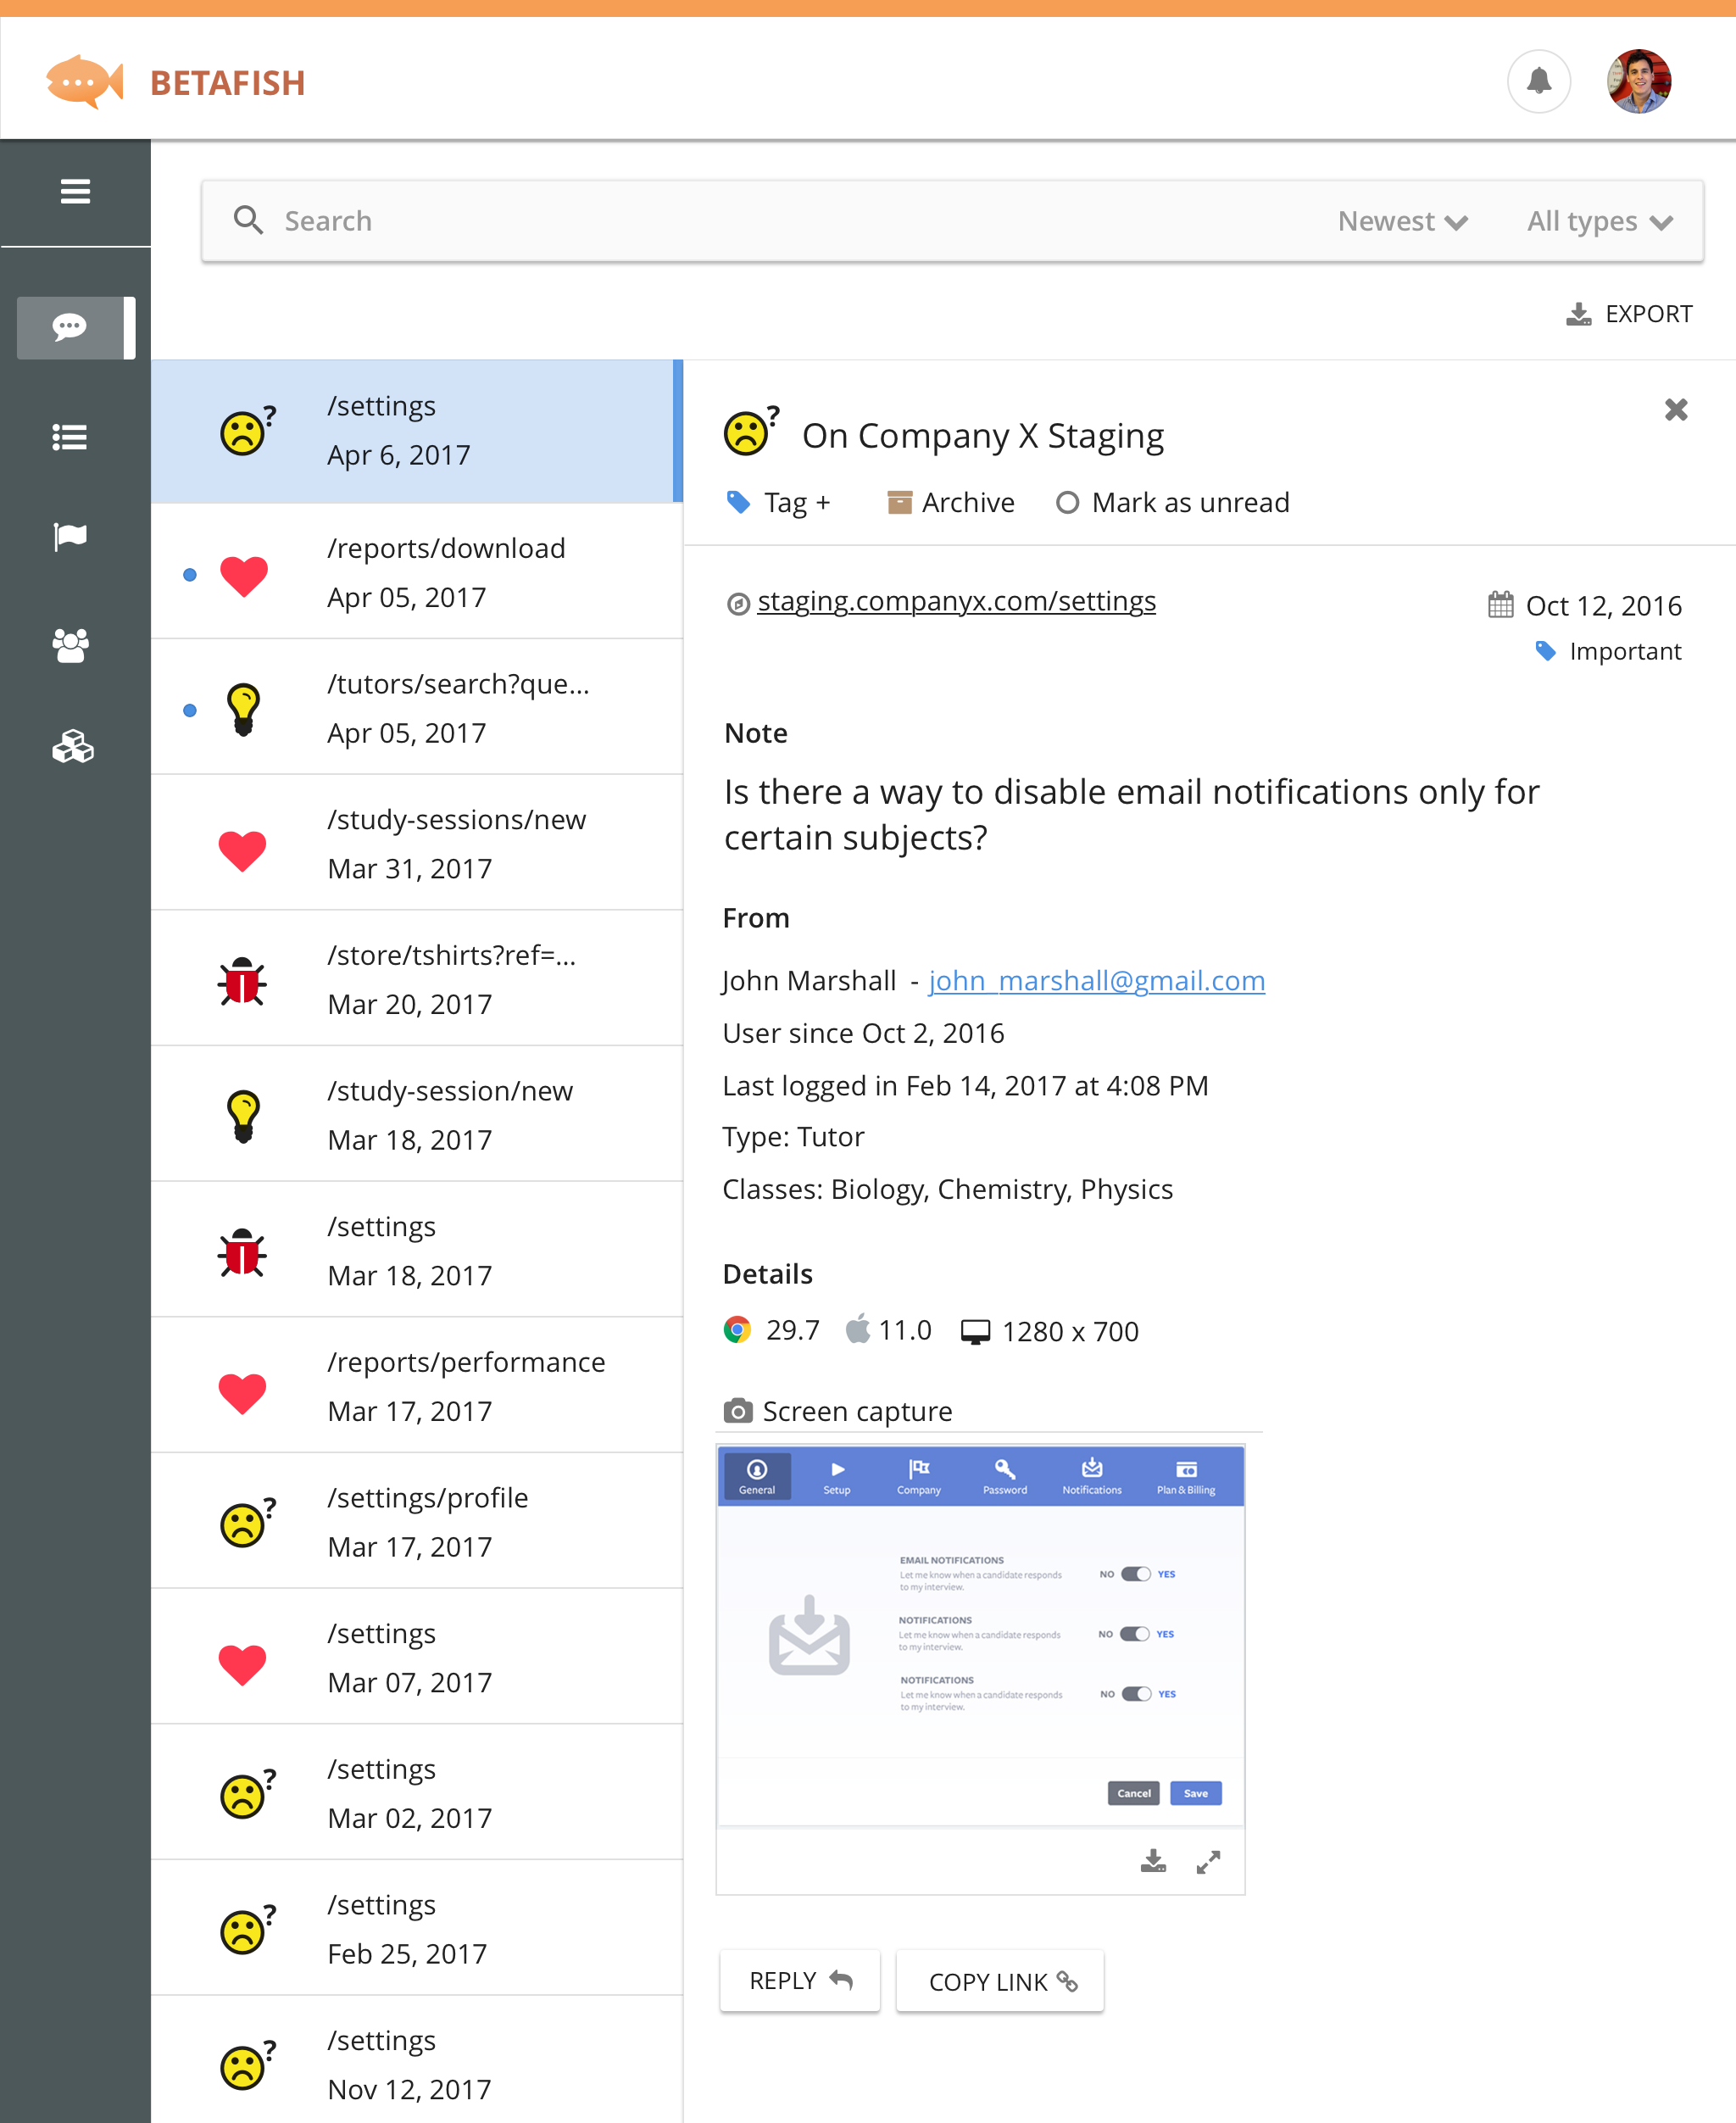 BETAFISH
Search
Newest
All types
EXPORT
/settings
Apr 6, 2017
/reports/download
Apr 05, 2017
/tutors/search?que...
Apr 05, 2017
/study-sessions/new
Mar 31, 2017
/store/tshirts?ref=...
Mar 20, 2017
/study-session/new
Mar 18, 2017
/settings
Mar 18, 2017
/reports/performance
Mar 17, 2017
/settings/profile
Mar 17, 2017
/settings
Mar 07, 2017
/settings
Mar 02, 2017
/settings
Feb 25, 2017
/settings
Nov 12, 2017
On Company X Staging
Tag +
Archive
Mark as unread
staging.companyx.com/settings
Oct 12, 2016
Important
Note
Is there a way to disable email notifications only for
certain subjects?
From
John Marshall - john_marshall@gmail.com
User since Oct 2, 2016
Last logged in Feb 14, 2017 at 4:08 PM
Type: Tutor
Classes: Biology, Chemistry, Physics
Details
29.7
11.0
1280 x 700
Screen capture
General
Setup
Company
Password
Notifications
Plan & Billing
EMAIL NOTIFICATIONS
Let me know when a candidate responds
to my interview.
NO YES
NOTIFICATIONS
Let me know when a candidate responds
to my interview.
NO YES
NOTIFICATIONS
Let me know when a candidate responds
to my interview.
NO YES
Cancel
Save
REPLY
COPY LINK